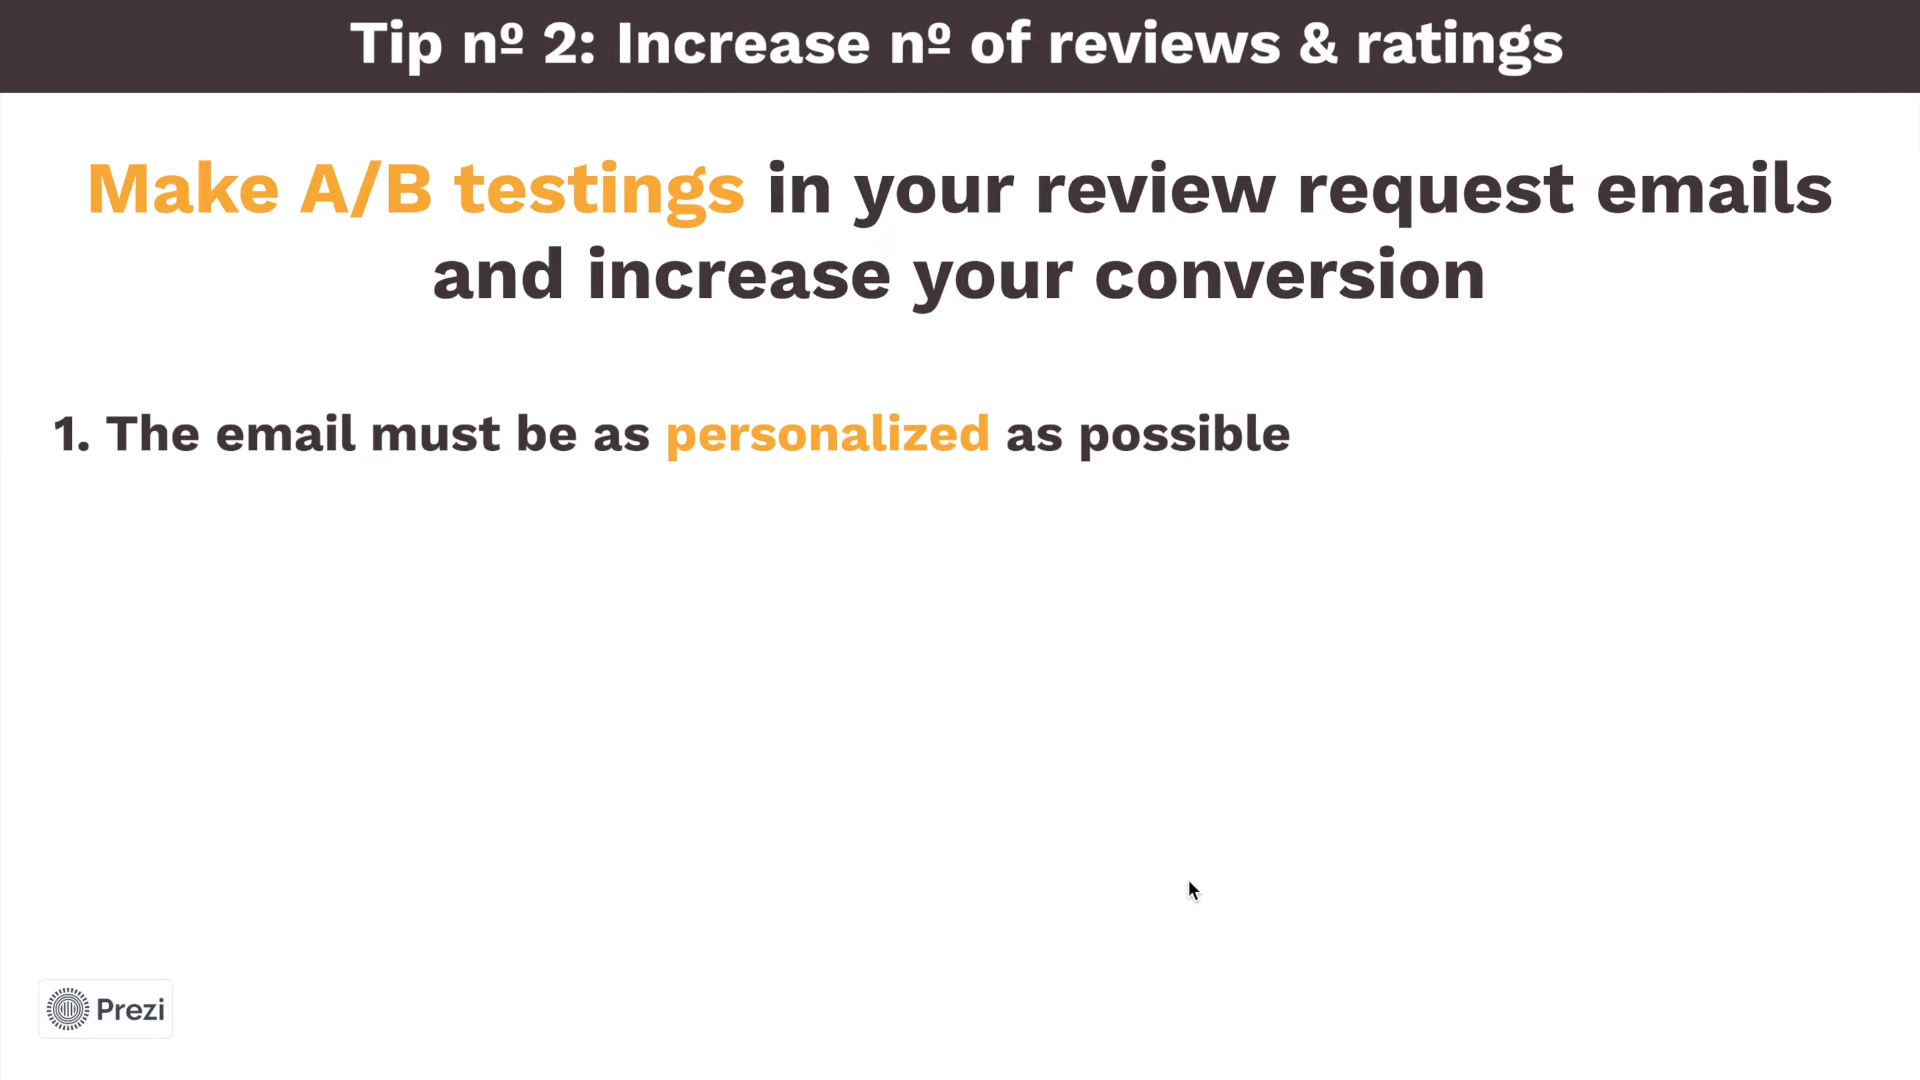 Tip nº 2: Increase nº of reviews & ratings
Make A/B testings in your review request emails
and increase your conversion
1. The email must be as personalized as possible
Prezi